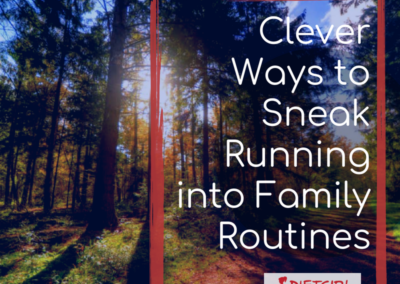 Clever
Ways to
Sneak
Running
into Family
Routines